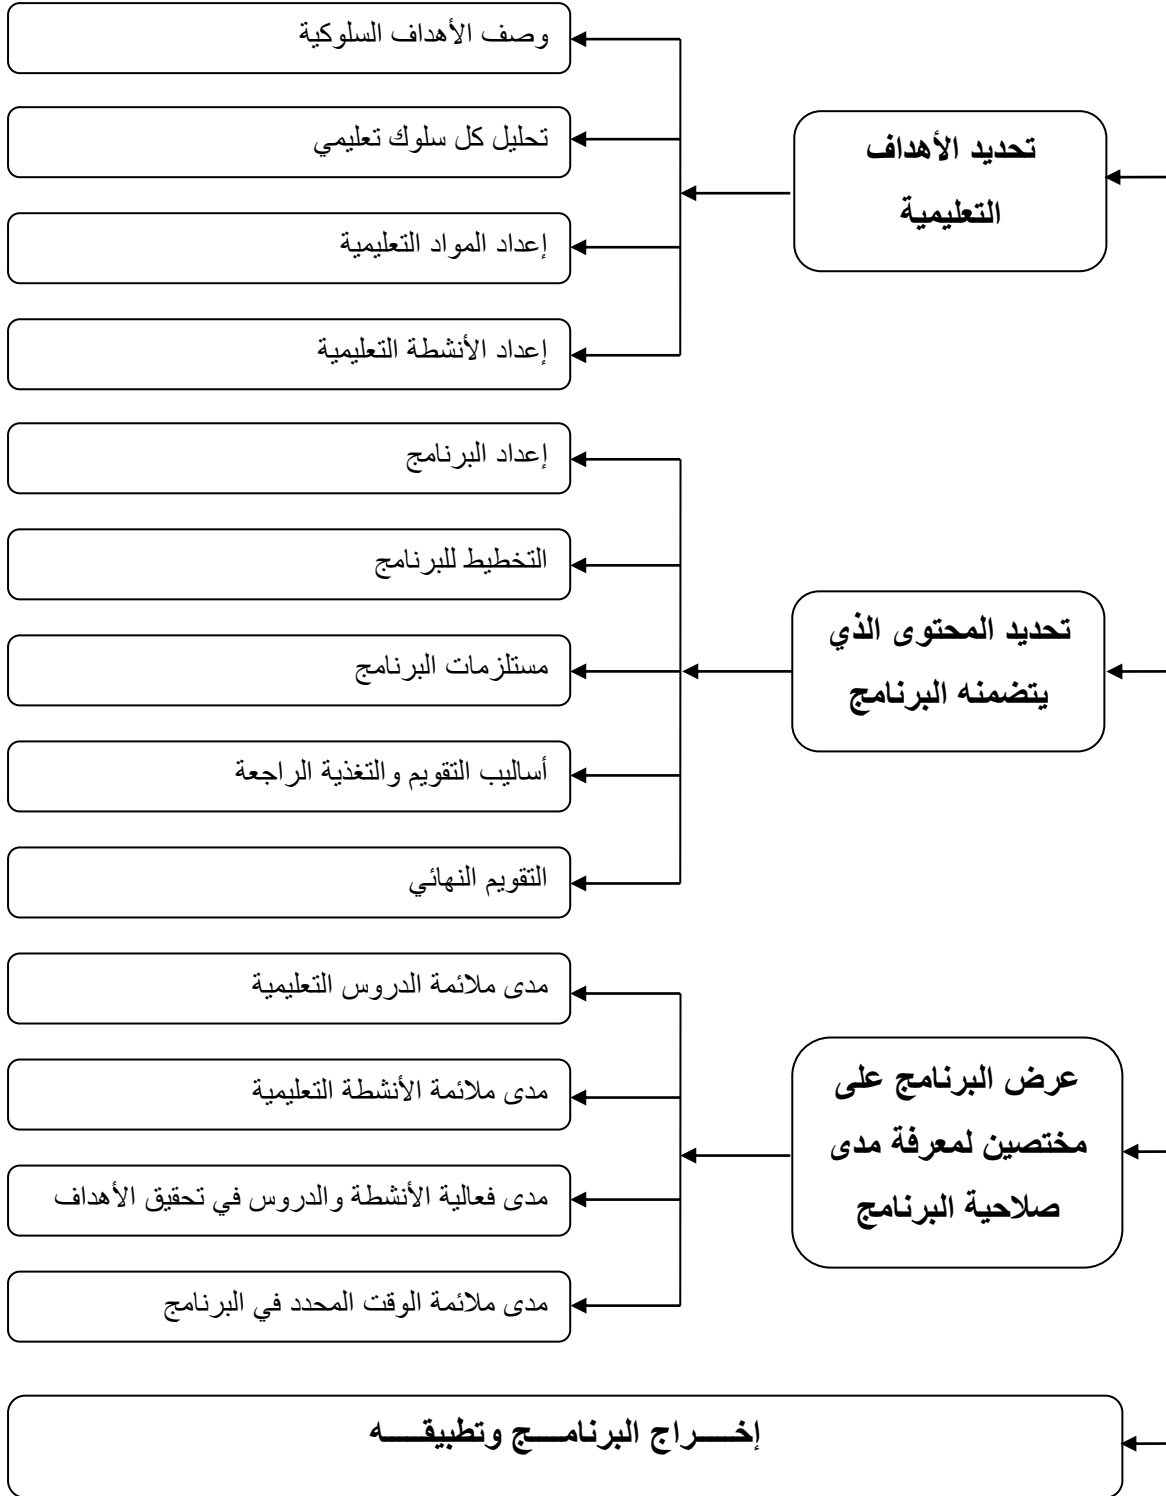 تحديد الأهداف
التعليمية
وصف الأهداف السلوكية
تحليل كل سلوك تعليمي
إعداد المواد التعليمية
إعداد الأنشطة التعليمية
تحديد المحتوى الذي
يتضمنه البرنامج
إعداد البرنامج
التخطيط للبرنامج
مستلزمات البرنامج
أساليب التقويم والتغذية الراجعة
التقويم النهائي
عرض البرنامج على
مختصين لمعرفة مدى
صلاحية البرنامج
مدى ملائمة الدروس التعليمية
مدى ملائمة الأنشطة التعليمية
مدى فعالية الأنشطة والدروس في تحقيق الأهداف
مدى ملائمة الوقت المحدد في البرنامج
إخـــــراج البرنامـــــج وتطبيقـــــه